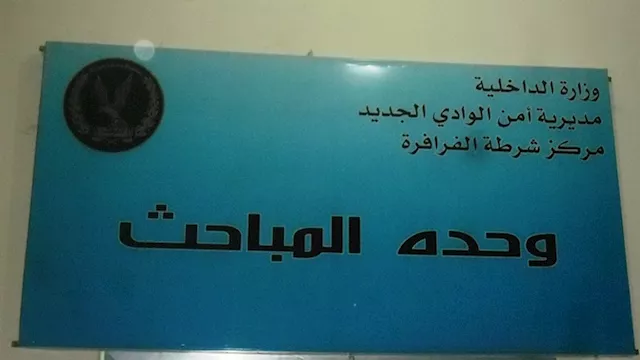 وزارة الداخلية
مديرية أمن الوادي الجديد
مركز شرطة الفرافرة
وحده المباحث